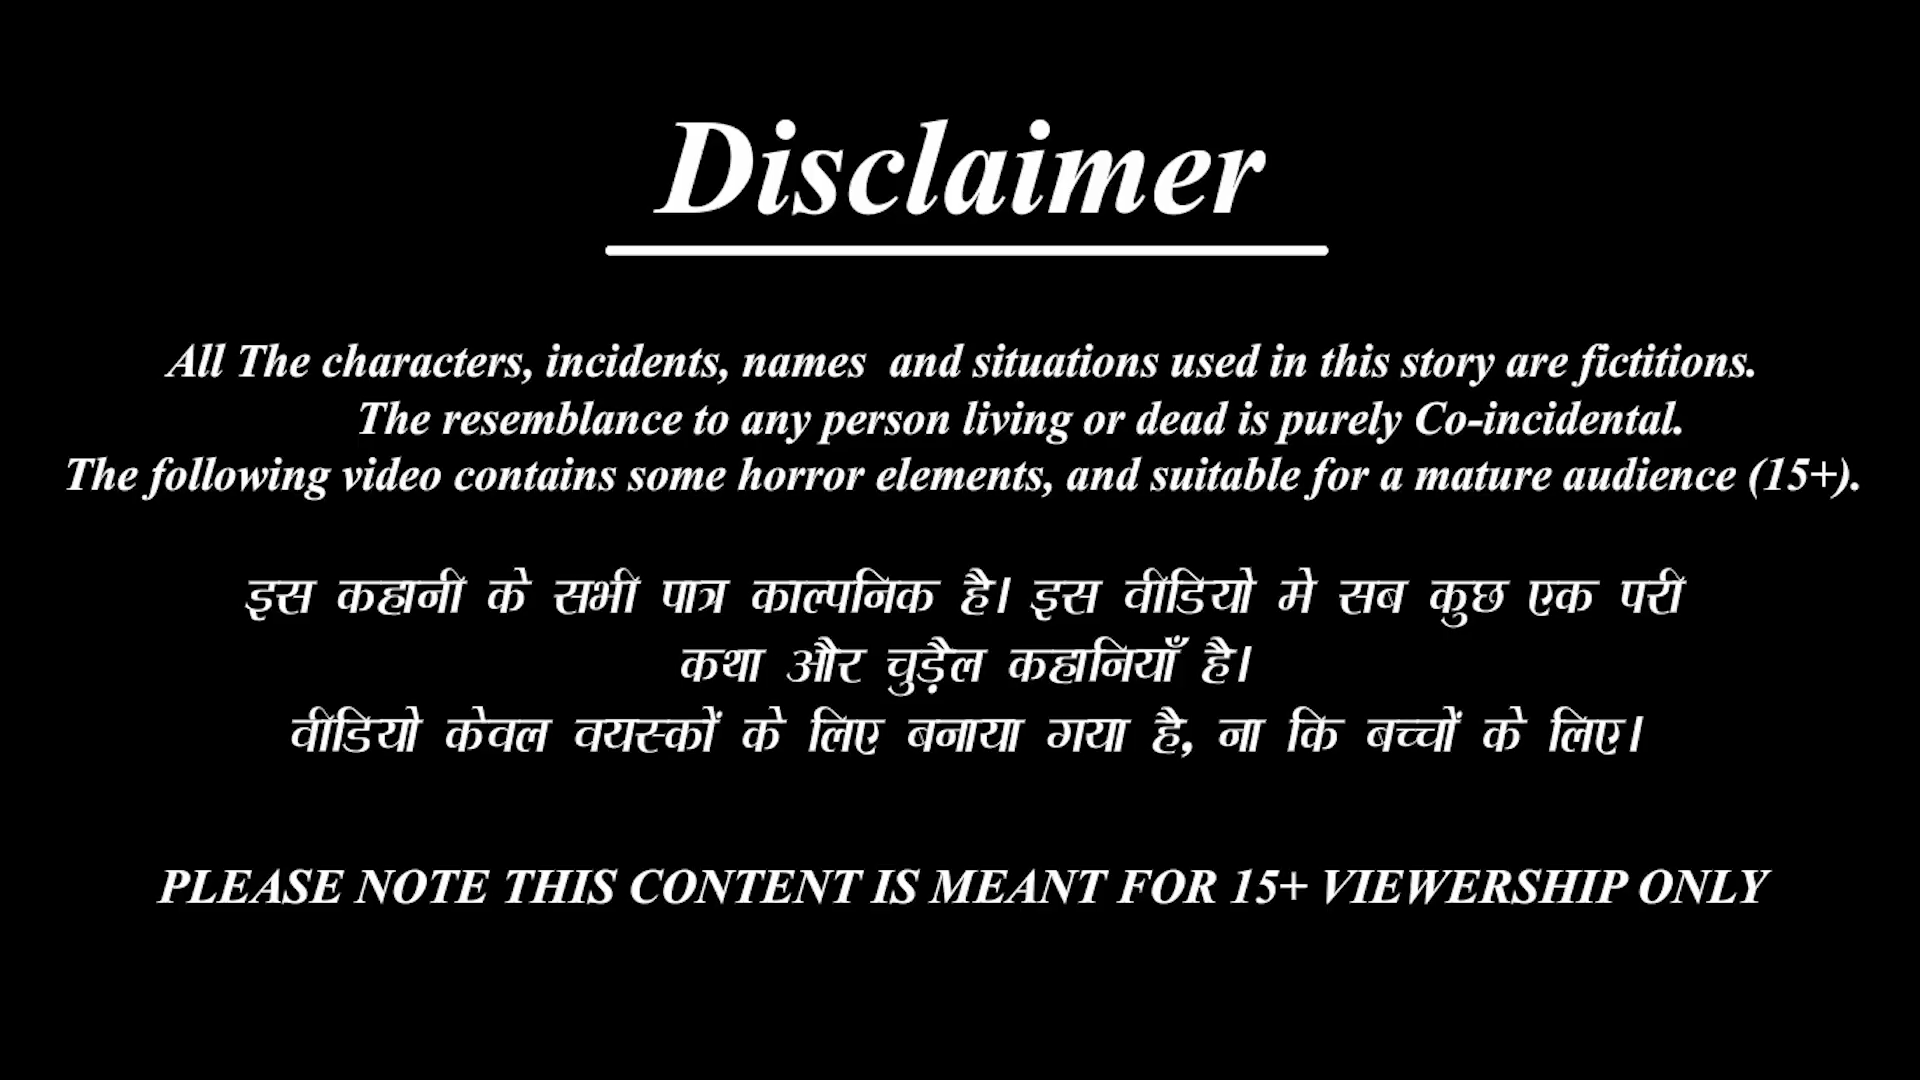 Disclaimer
All The characters, incidents, names and situations used in this story are fictitions.
The resemblance to any person living or dead is purely Co-incidental.
The following video contains some horror elements, and suitable for a mature audience (15+).
इस कहानी के सभी पात्र काल्पनिक है। इस वीडियो मे सब कुछ एक परी
कथा और चुड़ैल कहानियाँ है।
वीडियो केवल वयस्कों के लिए बनाया गया है, ना कि बच्चों के लिए।
PLEASE NOTE THIS CONTENT IS MEANT FOR 15+ VIEWERSHIP ONLY